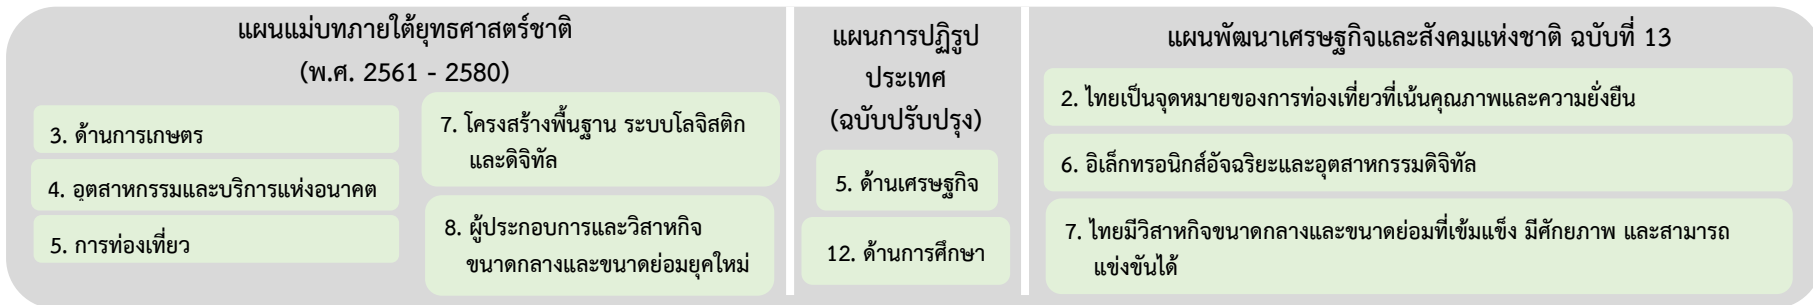 แผนแม่บทภายใต้ยุทธศาสตร์ชาติ
(พ.ศ. 2561 - 2580)
3. ด้านการเกษตร
4. อุตสาหกรรมและบริการแห่งอนาคต
5. การท่องเที่ยว
7. โครงสร้างพื้นฐาน ระบบโลจิสติก
และดิจิทัล
8. ผู้ประกอบการและวิสาหกิจ
ขนาดกลางและขนาดย่อมยุคใหม่
แผนการปฏิรูป
ประเทศ
(ฉบับปรับปรุง)
5. ด้านเศรษฐกิจ
12. ด้านการศึกษา
แผนพัฒนาเศรษฐกิจและสังคมแห่งชาติ ฉบับที่ 13
2. ไทยเป็นจุดหมายของการท่องเที่ยวที่เน้นคุณภาพและความยั่งยืน
6. อิเล็กทรอนิกส์อัจฉริยะและอุตสาหกรรมดิจิทัล
7. ไทยมีวิสาหกิจขนาดกลางและขนาดย่อมที่เข้มแข็ง มีศักยภาพ และสามารถ
แข่งขันได้